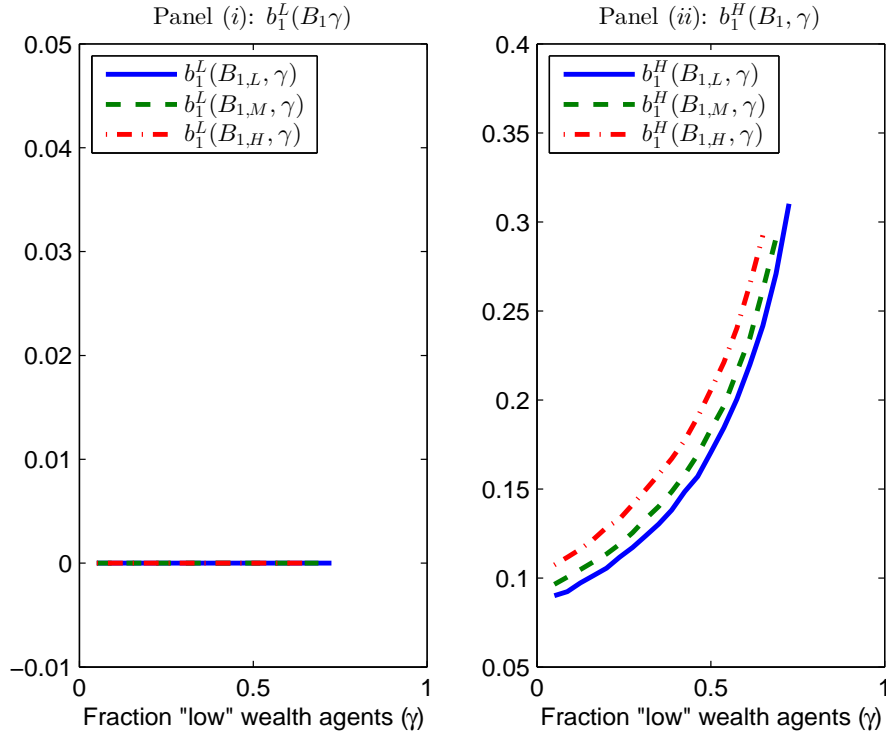 Panel (i): b_1^L(B_1γ)
0.05
0.04
0.03
0.02
0.01
0
−0.01
b_1^L(B_{1,L}, γ)
b_1^L(B_{1,M}, γ)
b_1^L(B_{1,H}, γ)
0 0.5 1
Fraction "low" wealth agents (γ)
Panel (ii): b_1^H(B_1, γ)
0.4
0.35
0.3
0.25
0.2
0.15
0.1
0.05
b_1^H(B_{1,L}, γ)
b_1^H(B_{1,M}, γ)
b_1^H(B_{1,H}, γ)
0 0.5 1
Fraction "low" wealth agents (γ)